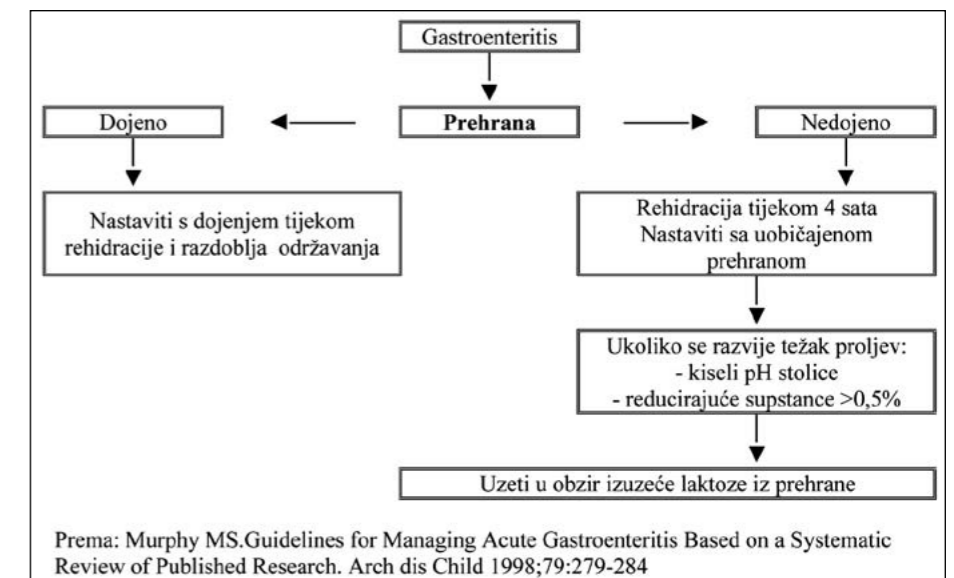 Gastroenteritis
Dojeno
Prehrana
Nedojeno
Nastaviti s dojenjem tijekom
rehidracije i razdoblja održavanja
Rehidracija tijekom 4 sata
Nastaviti sa uobičajenom
prehranom
Ukoliko se razvije težak proljev:
- kiseli pH stolice
- reducirajuće supstance >0,5%
Uzeti u obzir izuzeće laktoze iz prehrane
Prema: Murphy MS.Guidelines for Managing Acute Gastroenteritis Based on a Systematic
Review of Published Research. Arch dis Child 1998;79:279-284